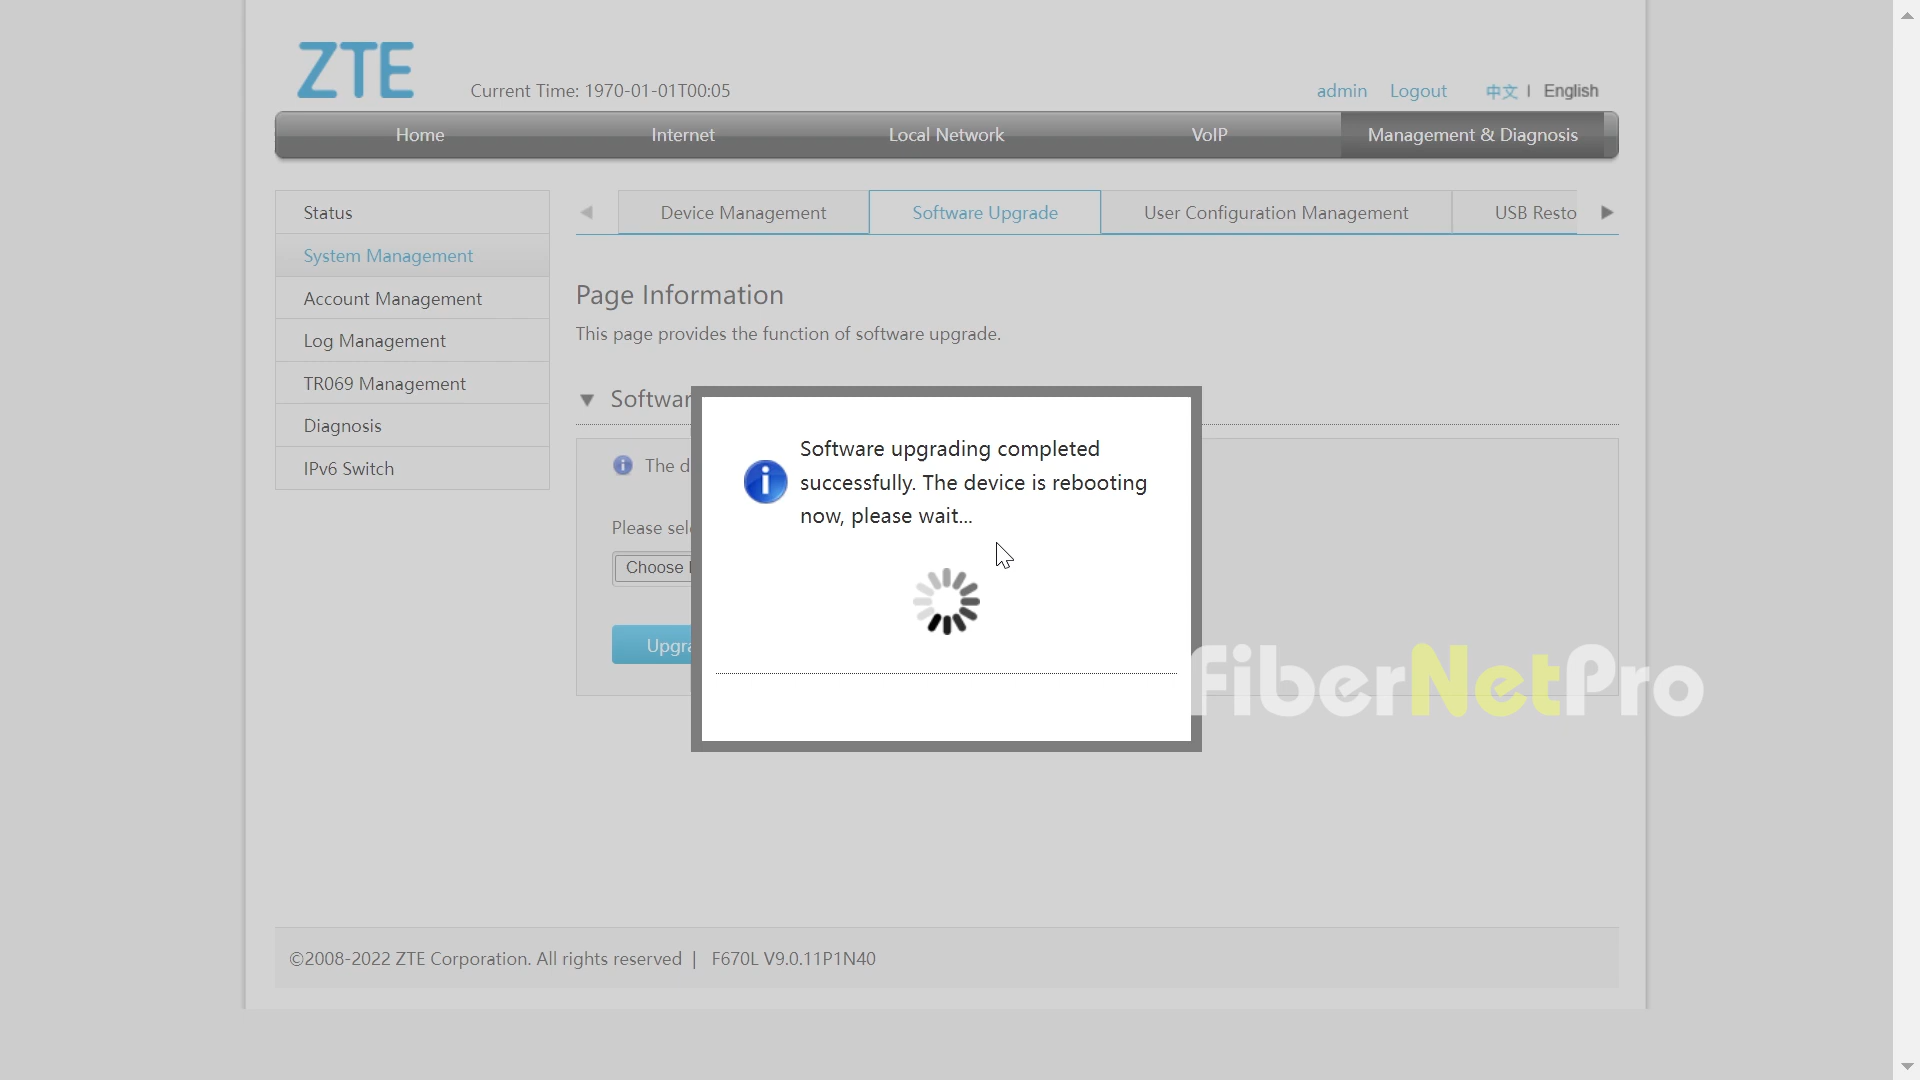 ZTE
Current Time: 1970-01-01T00:05
admin Logout 中文 | English
Home Internet Local Network VoIP Management & Diagnosis
Status
System Management
Account Management
Log Management
TR069 Management
Diagnosis
IPv6 Switch
Device Management Software Upgrade User Configuration Management USB Resto
Page Information
This page provides the function of software upgrade.
Softwar
The d
Please sel
Choose
Upgra
Software upgrading completed
successfully. The device is rebooting
now, please wait...
FiberNetPro
©2008-2022 ZTE Corporation. All rights reserved | F670L V9.0.11P1N40